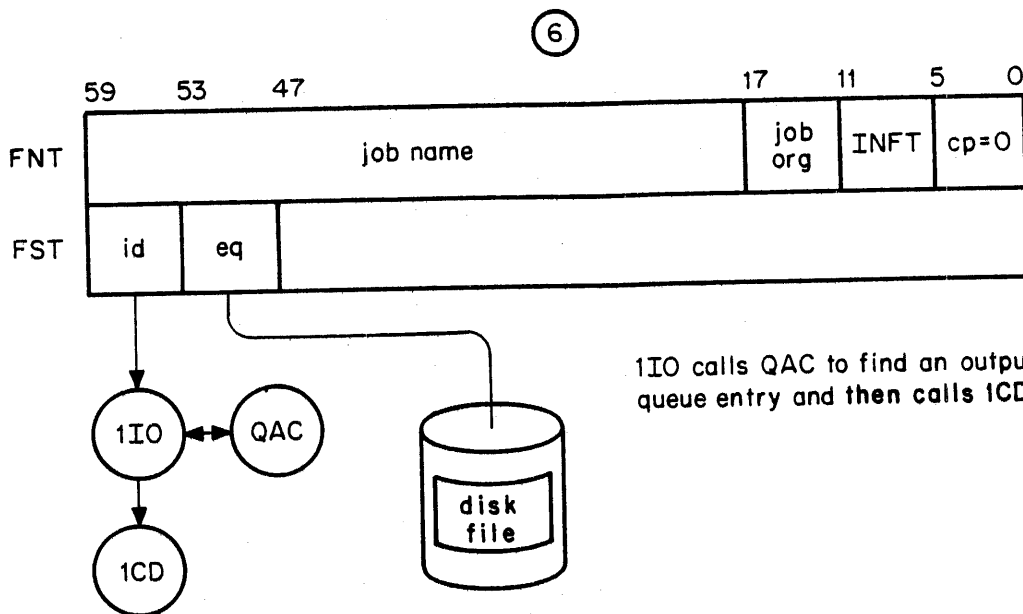 6
59 53 47 17 11 5 0
FNT job name job org INFT cp=0
FST id eq
1IO calls QAC to find an outpu
queue entry and then calls 1CD
1IO QAC
disk
file
1CD